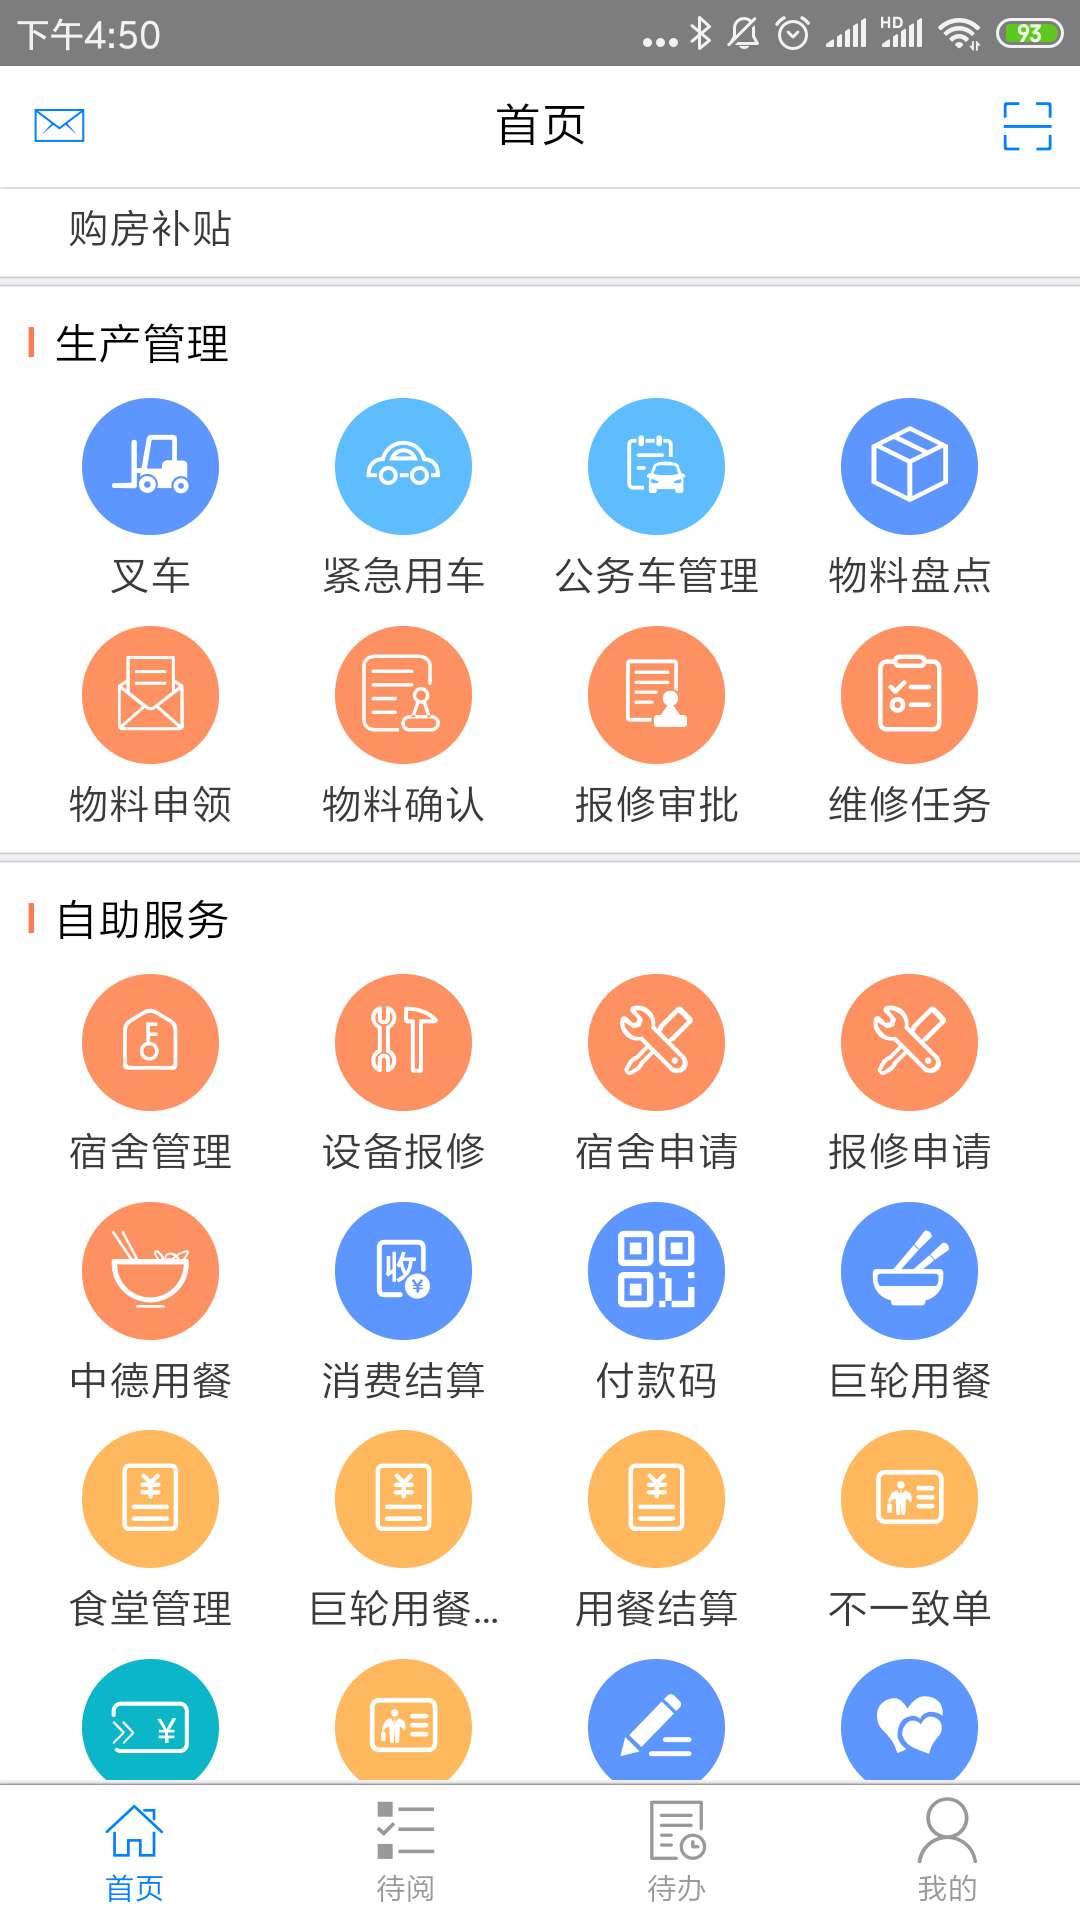 下午4:50
HD
93
首页
购房补贴
生产管理
叉车 紧急用车 公务车管理 物料盘点
物料申领 物料确认 报修审批 维修任务
自助服务
宿舍管理 设备报修 宿舍申请 报修申请
收 ¥
中德用餐 消费结算 付款码 巨轮用餐
¥ ¥ ¥
食堂管理 巨轮用餐... 用餐结算 不一致单
¥
首页 待阅 待办 我的